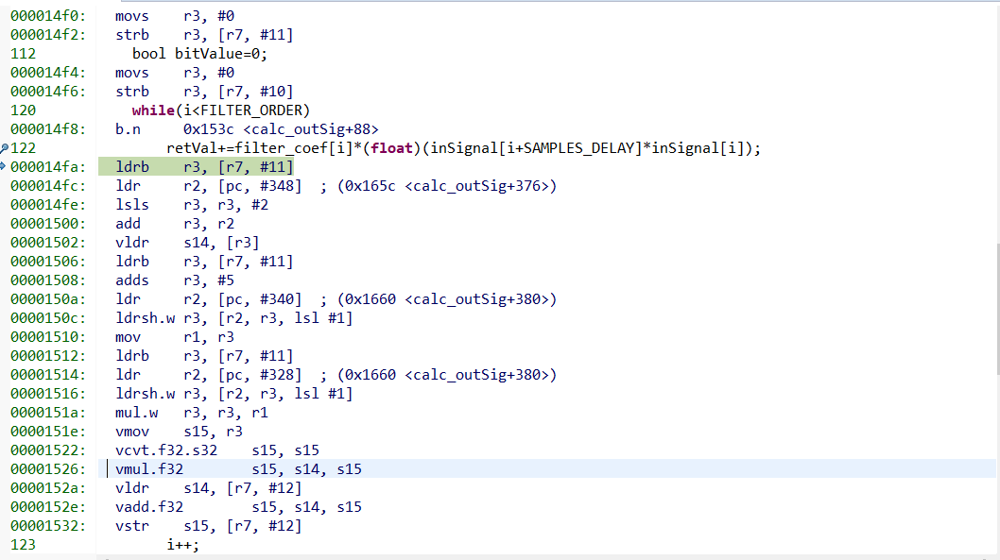 000014f0: movs r3, #0
000014f2: strb r3, [r7, #11]
112 bool bitValue=0;
000014f4: movs r3, #0
000014f6: strb r3, [r7, #10]
120 while(i<FILTER_ORDER)
000014f8: b.n 0x153c <calc_outSig+88>
122 retVal+=filter_coef[i]*(float)(inSignal[i+SAMPLES_DELAY]*inSignal[i]);
000014fa: ldrb r3, [r7, #11]
000014fc: ldr r2, [pc, #348] ; (0x165c <calc_outSig+376>)
000014fe: lsls r3, r3, #2
00001500: add r3, r2
00001502: vldr s14, [r3]
00001506: ldrb r3, [r7, #11]
00001508: adds r3, #5
0000150a: ldr r2, [pc, #340] ; (0x1660 <calc_outSig+380>)
0000150c: ldrsh.w r3, [r2, r3, lsl #1]
00001510: mov r1, r3
00001512: ldrb r3, [r7, #11]
00001514: ldr r2, [pc, #328] ; (0x1660 <calc_outSig+380>)
00001516: ldrsh.w r3, [r2, r3, lsl #1]
0000151a: mul.w r3, r3, r1
0000151e: vmov s15, r3
00001522: vcvt.f32.s32 s15, s15
00001526: vmul.f32 s15, s14, s15
0000152a: vldr s14, [r7, #12]
0000152e: vadd.f32 s15, s14, s15
00001532: vstr s15, [r7, #12]
123 i++;